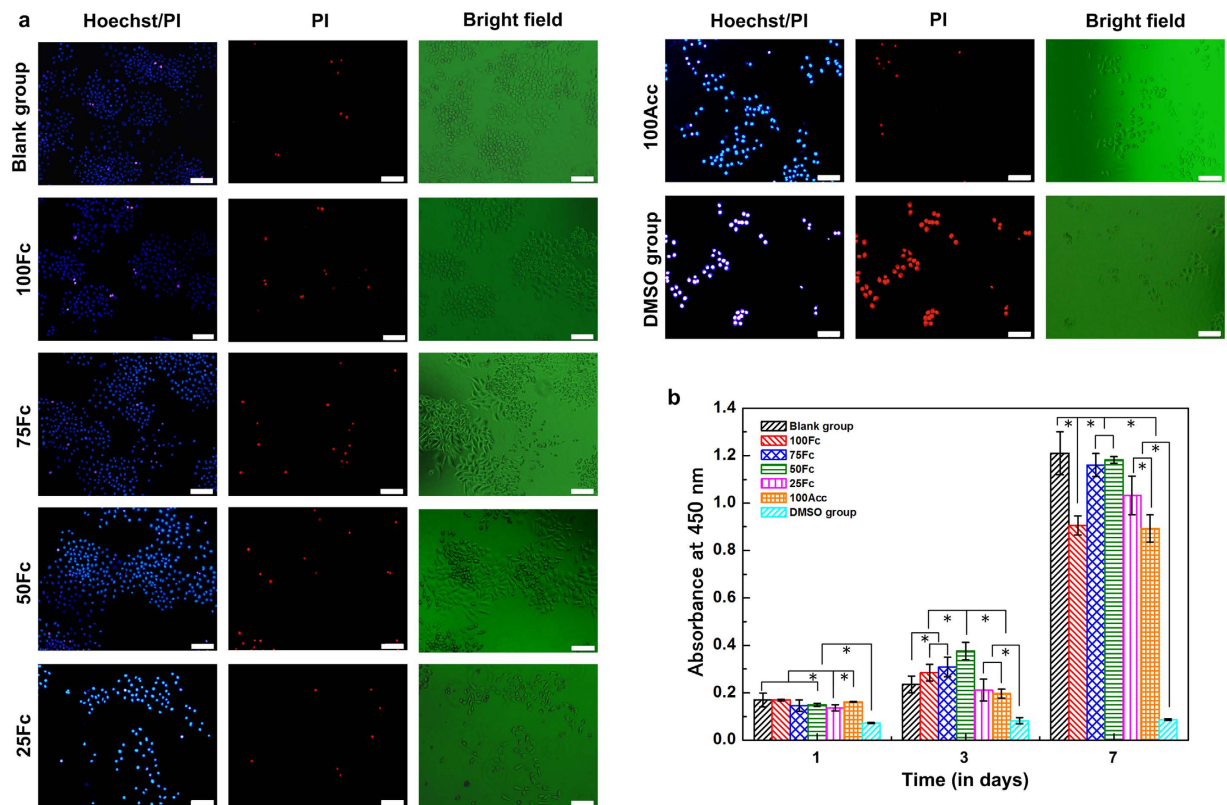 a
Hoechst/PI PI Bright field
Blank group
100Fc
75Fc
50Fc
25Fc
Hoechst/PI PI Bright field
100Acc
DMSO group
b
Absorbance at 450 nm
1.4
1.2
1.0
0.8
0.6
0.4
0.2
0.0
Blank group
100Fc
75Fc
50Fc
25Fc
100Acc
DMSO group
* * *
* *
* *
* * *
*
* *
1 3 7
Time (in days)